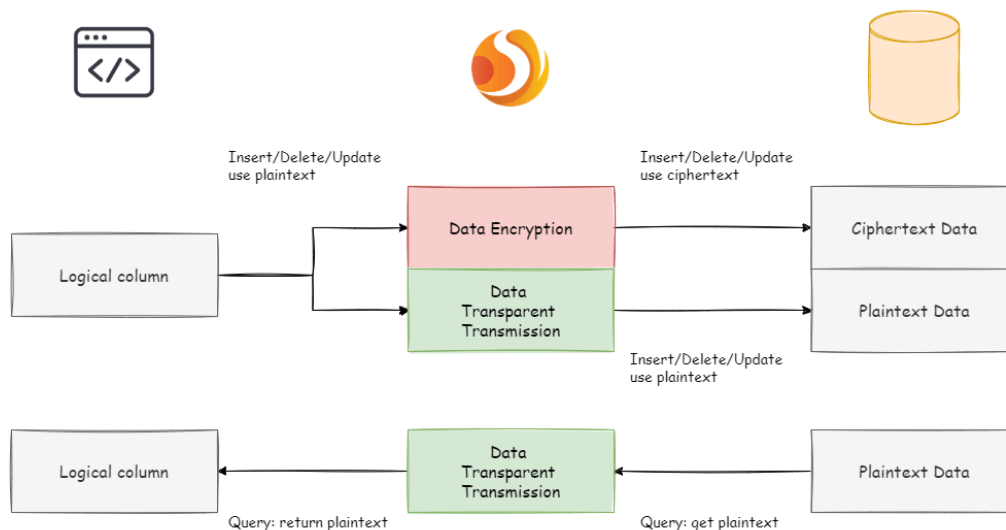 </>
Insert/Delete/Update
use plaintext
Insert/Delete/Update
use ciphertext
Logical column
Data Encryption
Ciphertext Data
Data
Transparent
Transmission
Plaintext Data
Insert/Delete/Update
use plaintext
Logical column
Data
Transparent
Transmission
Plaintext Data
Query: return plaintext
Query: get plaintext